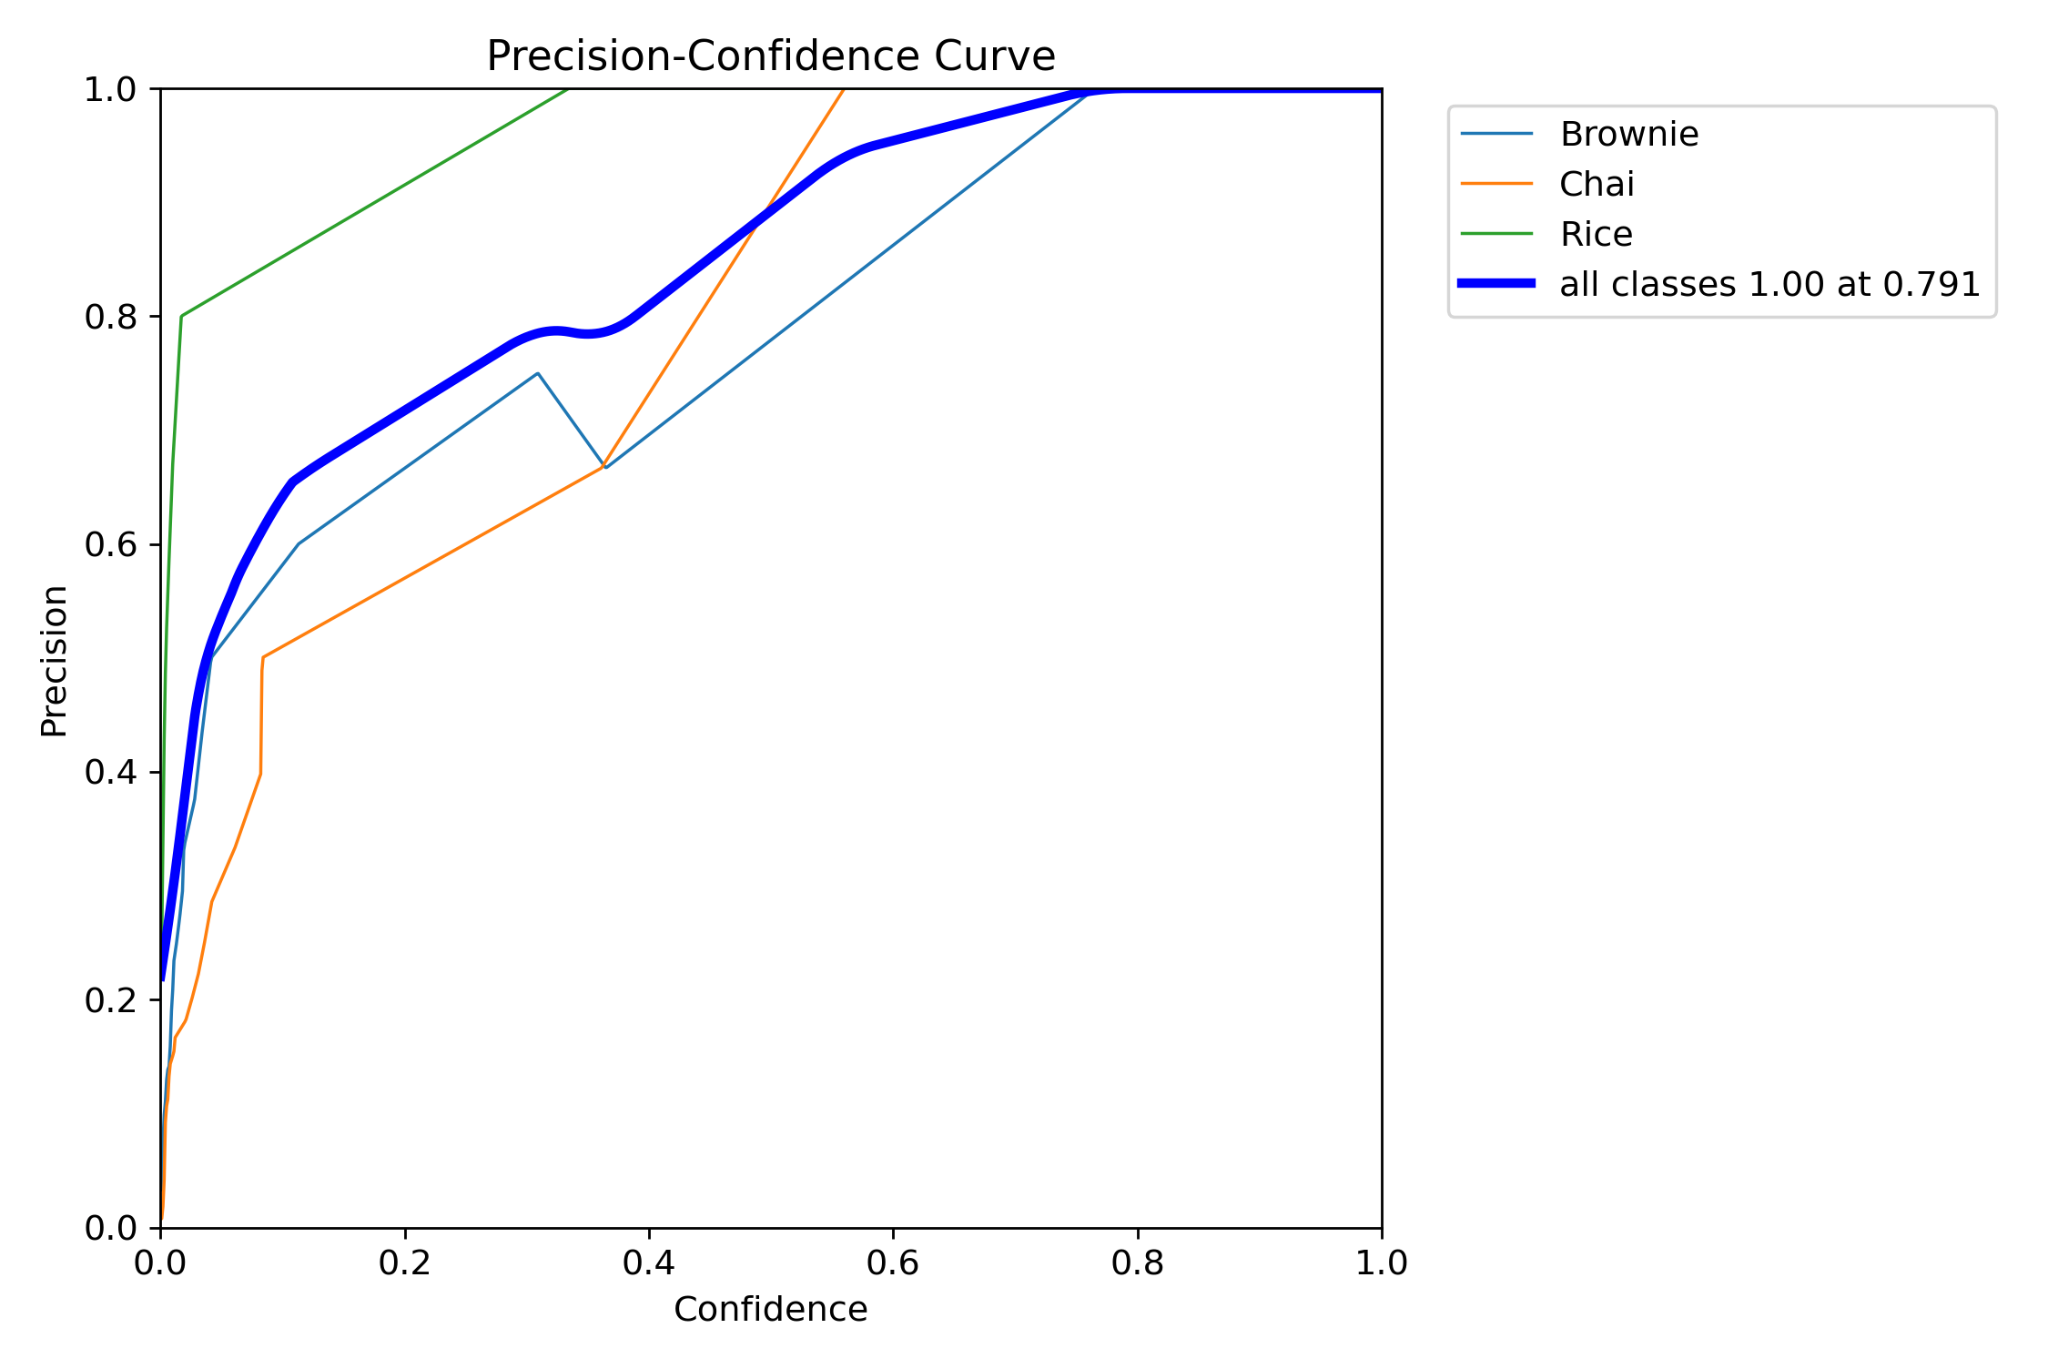 Precision-Confidence Curve
1.0
0.8
0.6
0.4
0.2
0.0
Precision
0.0 0.2 0.4 0.6 0.8 1.0
Confidence
Brownie
Chai
Rice
all classes 1.00 at 0.791